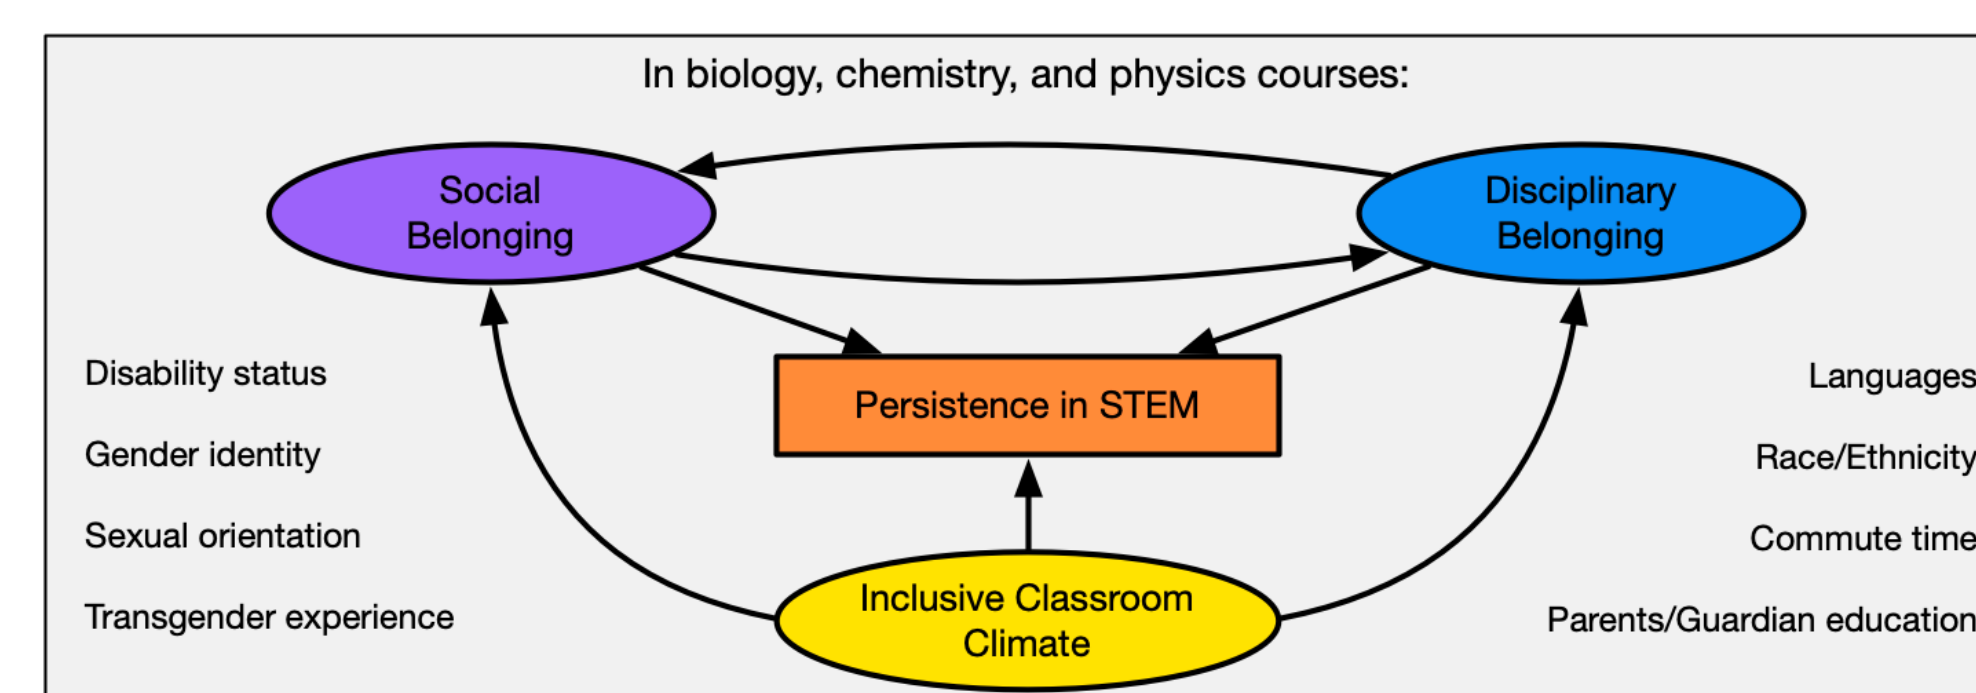 In biology, chemistry, and physics courses:
Social
Belonging
Disciplinary
Belonging
Persistence in STEM
Disability status
Gender identity
Sexual orientation
Transgender experience
Languages
Race/Ethnicity
Commute time
Parents/Guardian education
Inclusive Classroom
Climate